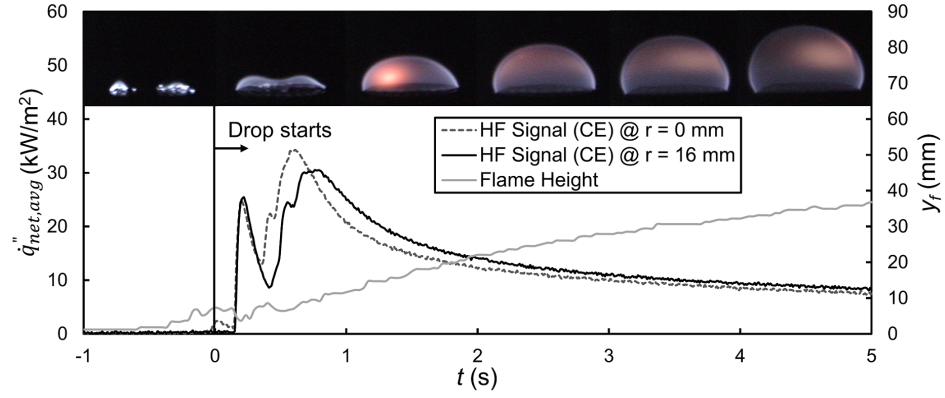 60
50
40
30
20
10
0
q̇"net,avg (kW/m²)
90
80
70
60
50
40
30
20
10
0
yf (mm)
Drop starts
HF Signal (CE) @ r = 0 mm
HF Signal (CE) @ r = 16 mm
Flame Height
-1 0 1 2 3 4 5
t (s)